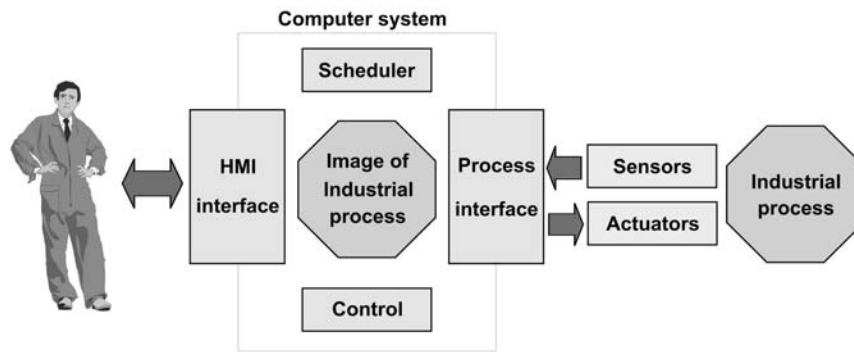 Computer system
Scheduler
HMI
interface
Image of
Industrial
process
Process
interface
Sensors
Actuators
Industrial
process
Control